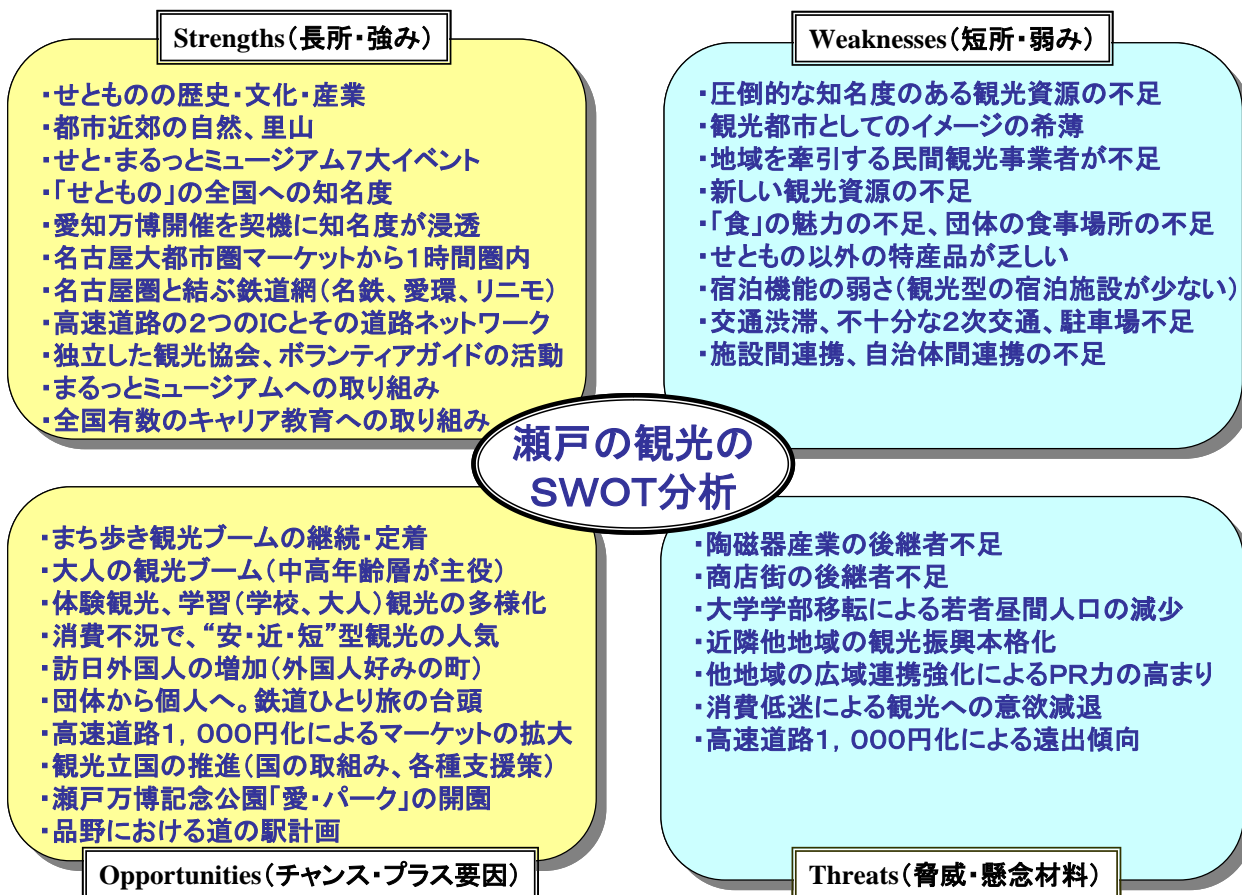 Strengths(長所・強み)
・せとものの歴史・文化・産業
・都市近郊の自然、里山
・せと・まるっとミュージアム７大イベント
・「せともの」の全国への知名度
・愛知万博開催を契機に知名度が浸透
・名古屋大都市圏マーケットから１時間圏内
・名古屋圏と結ぶ鉄道網(名鉄、愛環、リニモ)
・高速道路の２つのＩＣとその道路ネットワーク
・独立した観光協会、ボランティアガイドの活動
・まるっとミュージアムへの取り組み
・全国有数のキャリア教育への取り組み
Weaknesses(短所・弱み)
・圧倒的な知名度のある観光資源の不足
・観光都市としてのイメージの希薄
・地域を牽引する民間観光事業者が不足
・新しい観光資源の不足
・「食」の魅力の不足、団体の食事場所の不足
・せともの以外の特産品が乏しい
・宿泊機能の弱さ(観光型の宿泊施設が少ない)
・交通渋滞、不十分な２次交通、駐車場不足
・施設間連携、自治体間連携の不足
瀬戸の観光の
ＳＷＯＴ分析
・まち歩き観光ブームの継続・定着
・大人の観光ブーム(中高年齢層が主役)
・体験観光、学習(学校、大人)観光の多様化
・消費不況で、“安・近・短”型観光の人気
・訪日外国人の増加(外国人好みの町)
・団体から個人へ。鉄道ひとり旅の台頭
・高速道路１，０００円化によるマーケットの拡大
・観光立国の推進(国の取組み、各種支援策)
・瀬戸万博記念公園「愛・パーク」の開園
・品野における道の駅計画
Opportunities(チャンス・プラス要因)
・陶磁器産業の後継者不足
・商店街の後継者不足
・大学学部移転による若者昼間人口の減少
・近隣他地域の観光振興本格化
・他地域の広域連携強化によるＰＲ力の高まり
・消費低迷による観光への意欲減退
・高速道路１，０００円化による遠出傾向
Threats(脅威・懸念材料)